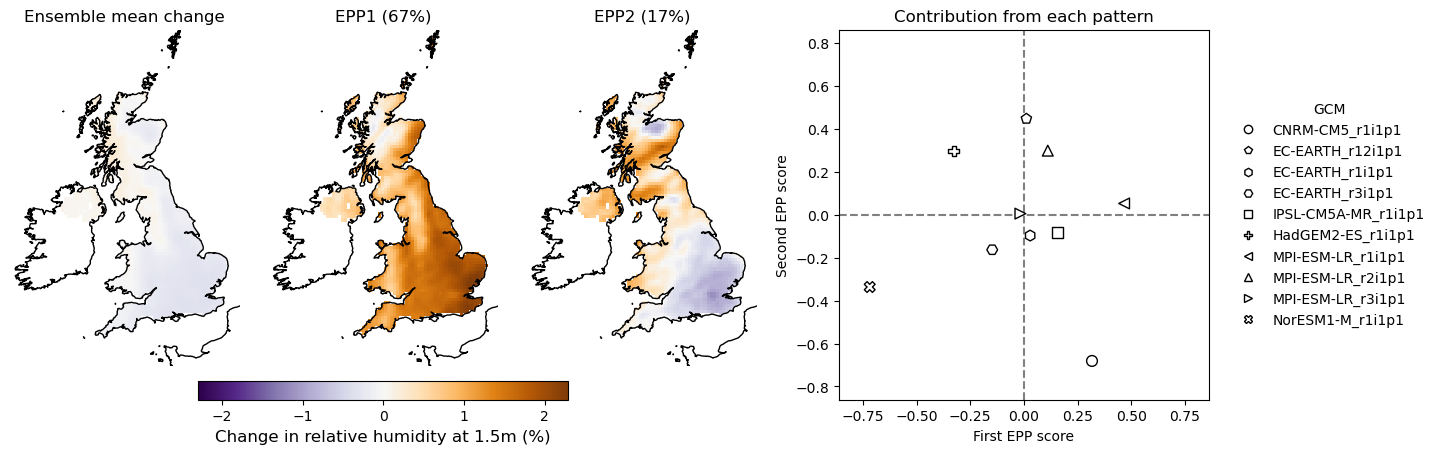 Ensemble mean change
EPP1 (67%)
EPP2 (17%)
−2 −1 0 1 2
Change in relative humidity at 1.5m (%)
Contribution from each pattern
Second EPP score
0.8
0.6
0.4
0.2
0.0
−0.2
−0.4
−0.6
−0.8
−0.75 −0.50 −0.25 0.00 0.25 0.50 0.75
First EPP score
GCM
CNRM-CM5_r1i1p1
EC-EARTH_r12i1p1
EC-EARTH_r1i1p1
EC-EARTH_r3i1p1
IPSL-CM5A-MR_r1i1p1
HadGEM2-ES_r1i1p1
MPI-ESM-LR_r1i1p1
MPI-ESM-LR_r2i1p1
MPI-ESM-LR_r3i1p1
NorESM1-M_r1i1p1